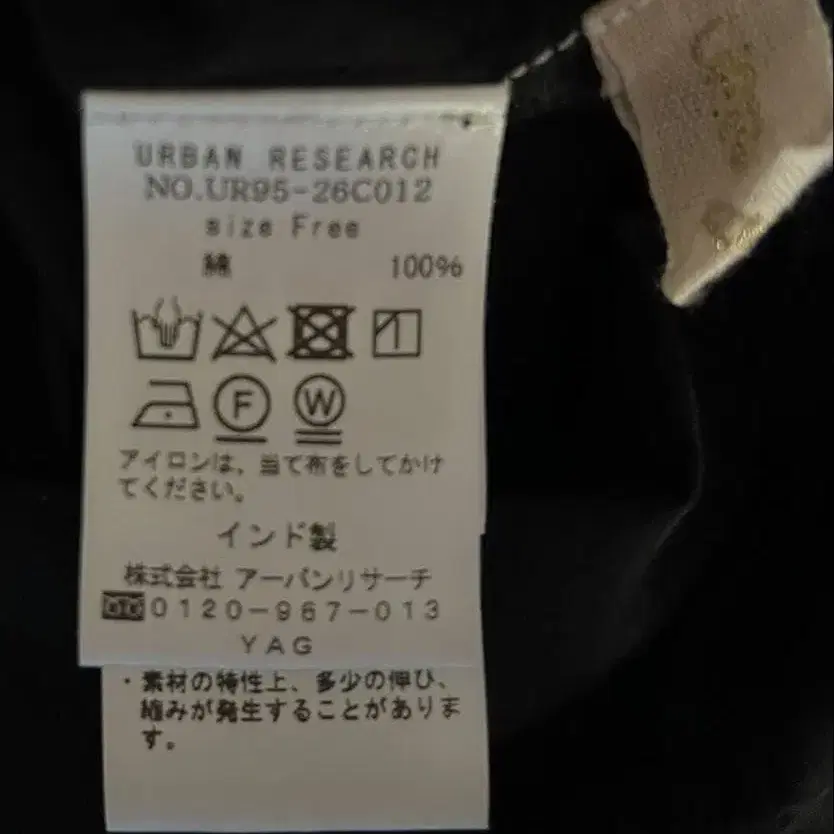 URBAN RESEARCH
NO.UR95-26C012
size Free
綿 100%
F W
アイロンは、当て布をしてかけ
てください。
インド製
株式会社 アーバンリサーチ
0120-967-013
YAG
・素材の特性上、多少の伸び、
縮みが発生することがありま
す。